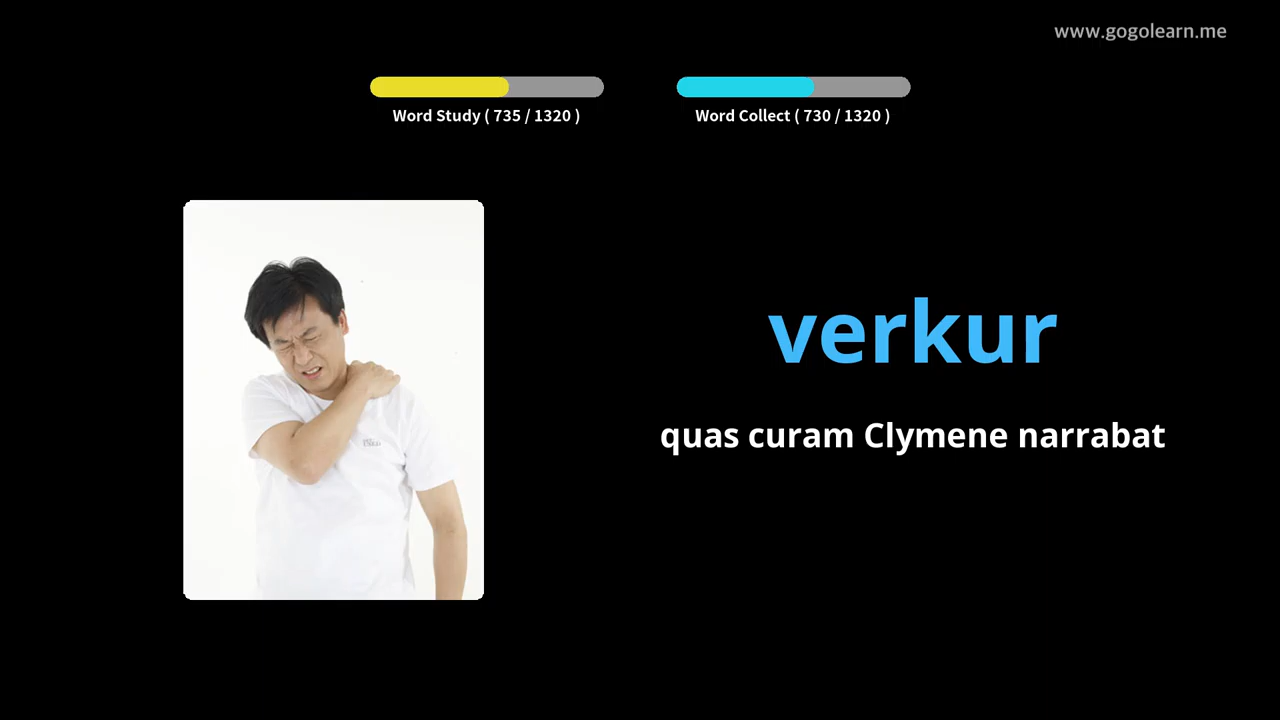 www.gogolearn.me
Word Study ( 735 / 1320 )
Word Collect ( 730 / 1320 )
verkur
quas curam Clymene narrabat